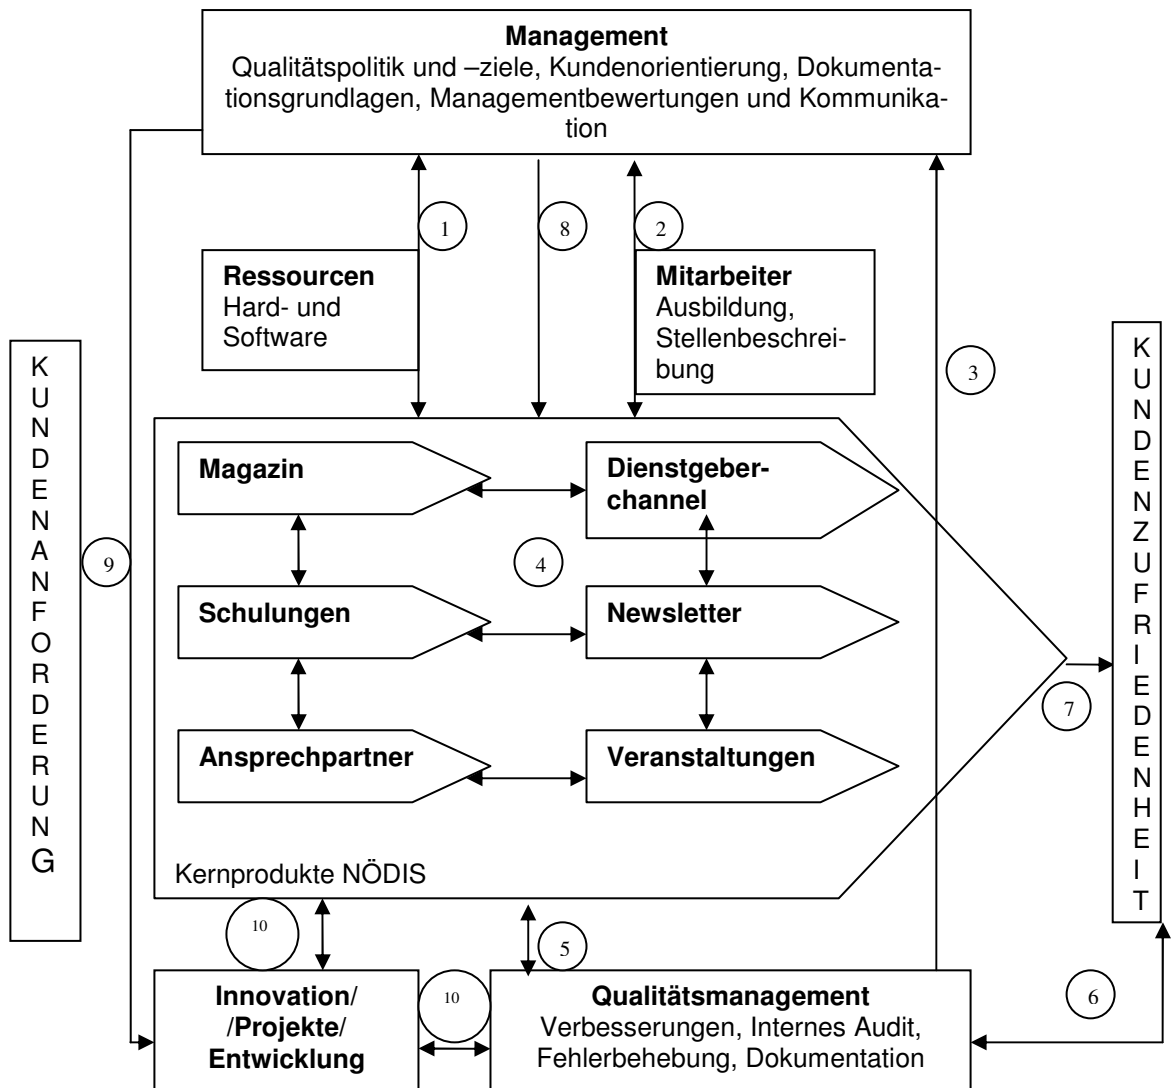 Management
Qualitätspolitik und –ziele, Kundenorientierung, Dokumenta-
tionsgrundlagen, Managementbewertungen und Kommunika-
tion
1
8
2
Ressourcen
Hard- und
Software
Mitarbeiter
Ausbildung,
Stellenbeschrei-
bung
3
KUNDENANFORDERUNG
KUNDENZUFRIEDENHEIT
9
Magazin
Dienstgeber-
channel
4
Schulungen
Newsletter
7
Ansprechpartner
Veranstaltungen
Kernprodukte NÖDIS
10
5
6
Innovation/
/Projekte/
Entwicklung
10
Qualitätsmanagement
Verbesserungen, Internes Audit,
Fehlerbehebung, Dokumentation